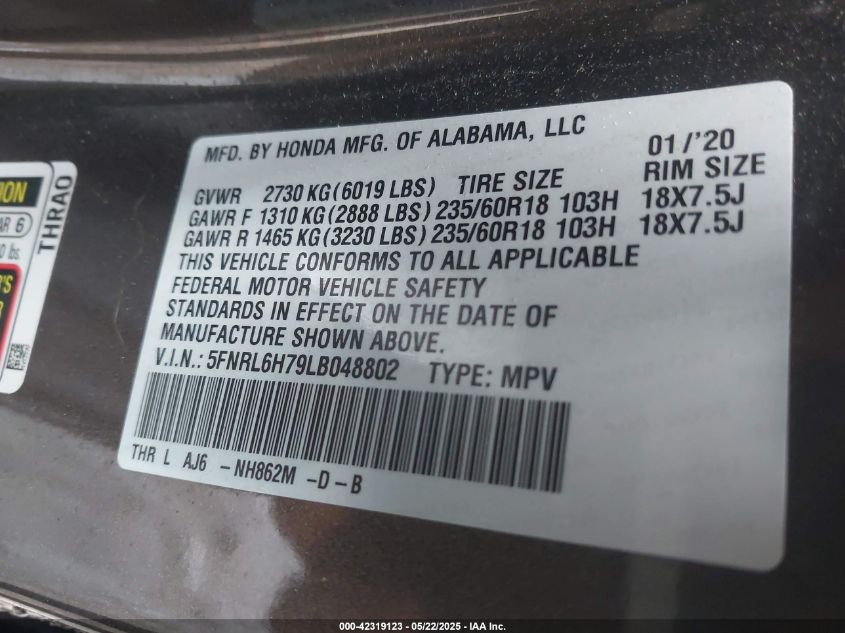 MFD. BY HONDA MFG. OF ALABAMA, LLC 01/'20
GVWR 2730 KG (6019 LBS) TIRE SIZE RIM SIZE
GAWR F 1310 KG (2888 LBS) 235/60R18 103H 18X7.5J
GAWR R 1465 KG (3230 LBS) 235/60R18 103H 18X7.5J
THIS VEHICLE CONFORMS TO ALL APPLICABLE
FEDERAL MOTOR VEHICLE SAFETY
STANDARDS IN EFFECT ON THE DATE OF
MANUFACTURE SHOWN ABOVE.
V.I.N.: 5FNRL6H79LB048802 TYPE: MPV
THR L AJ6 -NH862M -D-B
THRA0
000-42319123 - 05/22/2025 - IAA Inc.